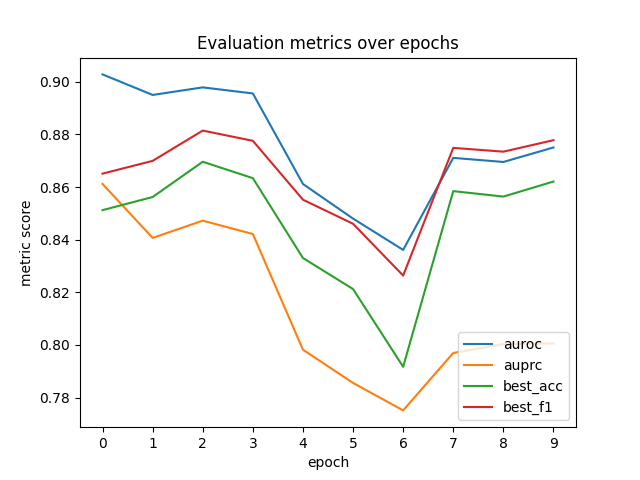 Evaluation metrics over epochs
metric score
0.90
0.88
0.86
0.84
0.82
0.80
0.78
auroc
auprc
best_acc
best_f1
0 1 2 3 4 5 6 7 8 9
epoch